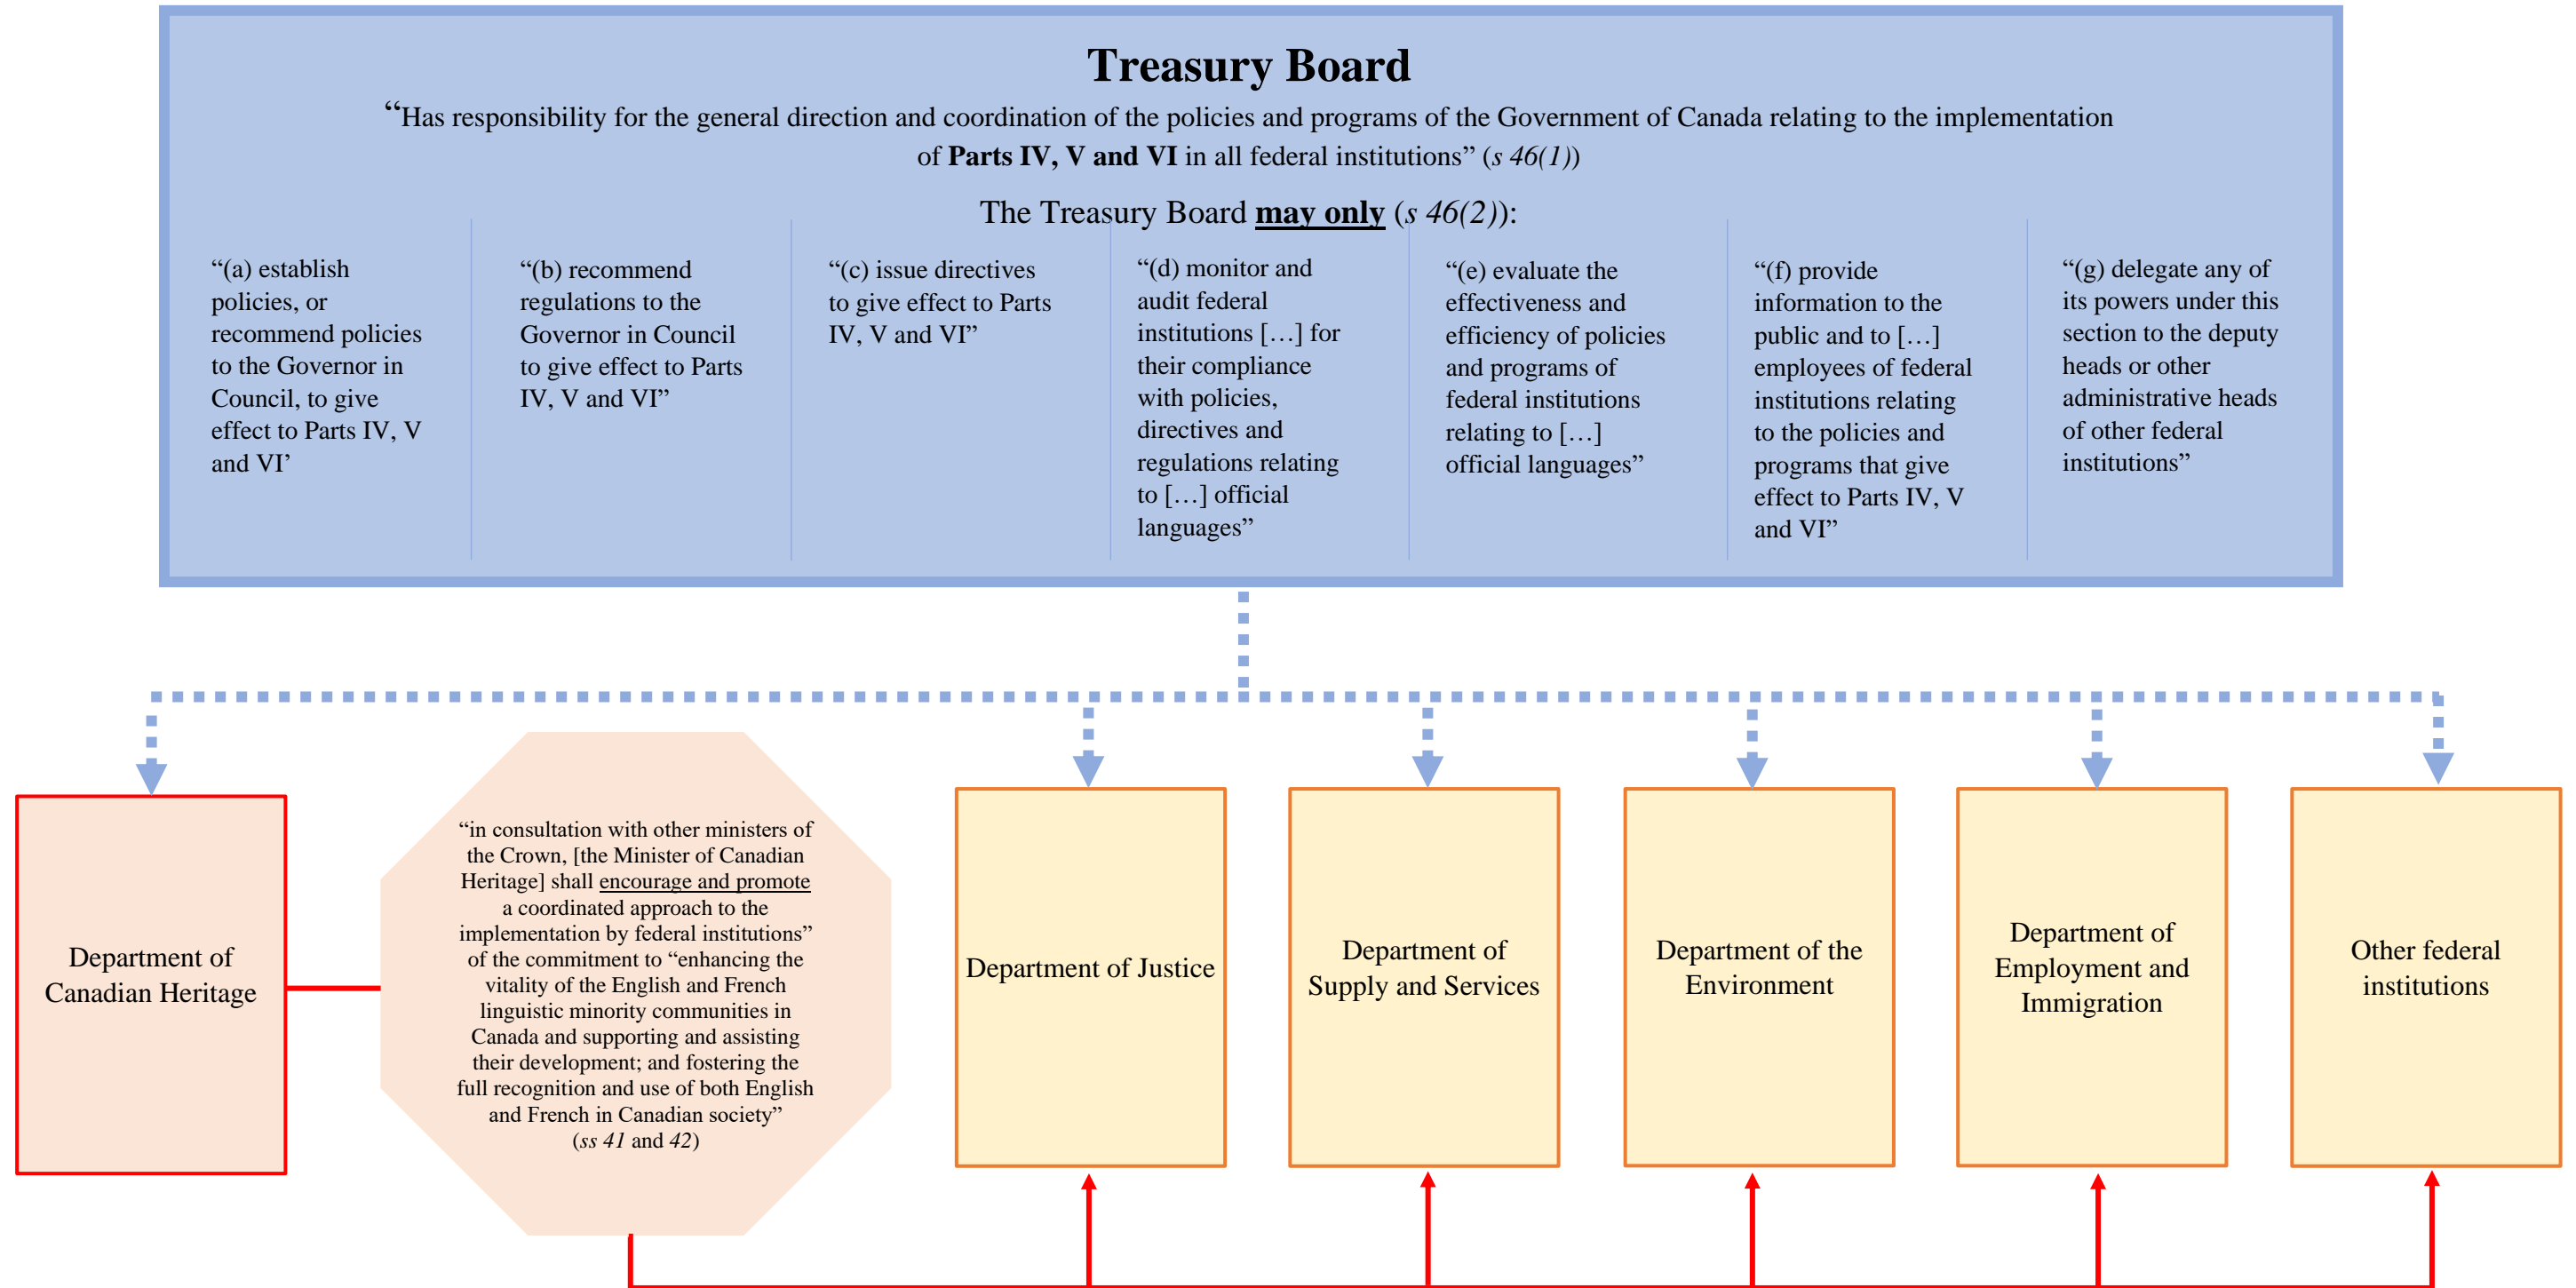 Treasury Board
“Has responsibility for the general direction and coordination of the policies and programs of the Government of Canada relating to the implementation
of Parts IV, V and VI in all federal institutions” (s 46(1))
The Treasury Board may only (s 46(2)):
“(a) establish
policies, or
recommend policies
to the Governor in
Council, to give
effect to Parts IV, V
and VI’
“(b) recommend
regulations to the
Governor in Council
to give effect to Parts
IV, V and VI”
“(c) issue directives
to give effect to Parts
IV, V and VI”
“(d) monitor and
audit federal
institutions […] for
their compliance
with policies,
directives and
regulations relating
to […] official
languages”
“(e) evaluate the
effectiveness and
efficiency of policies
and programs of
federal institutions
relating to […]
official languages”
“(f) provide
information to the
public and to […]
employees of federal
institutions relating
to the policies and
programs that give
effect to Parts IV, V
and VI”
“(g) delegate any of
its powers under this
section to the deputy
heads or other
administrative heads
of other federal
institutions”
Department of
Canadian Heritage
“in consultation with other ministers of
the Crown, [the Minister of Canadian
Heritage] shall encourage and promote
a coordinated approach to the
implementation by federal institutions”
of the commitment to “enhancing the
vitality of the English and French
linguistic minority communities in
Canada and supporting and assisting
their development; and fostering the
full recognition and use of both English
and French in Canadian society”
(ss 41 and 42)
Department of Justice
Department of
Supply and Services
Department of the
Environment
Department of
Employment and
Immigration
Other federal
institutions